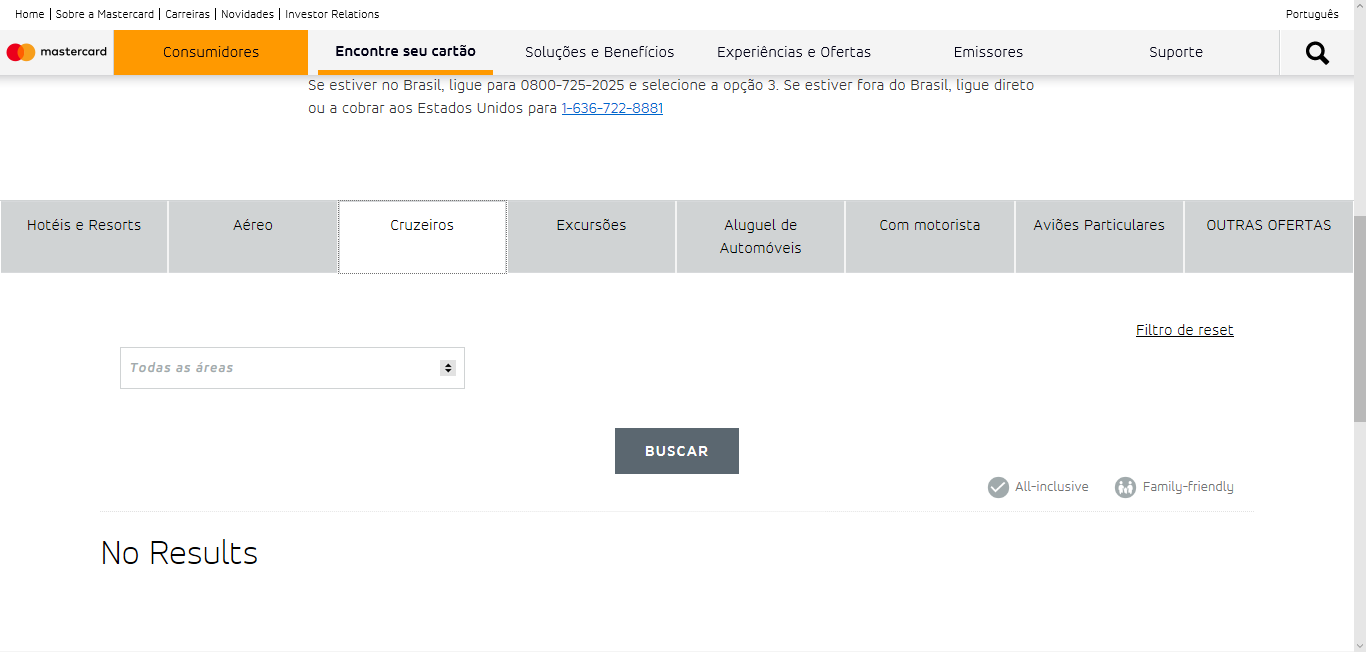 Home | Sobre a Mastercard | Carreiras | Novidades | Investor Relations
Português
mastercard
Consumidores
Encontre seu cartão
Soluções e Benefícios
Experiências e Ofertas
Emissores
Suporte
Se estiver no Brasil, ligue para 0800-725-2025 e selecione a opção 3. Se estiver fora do Brasil, ligue direto
ou a cobrar aos Estados Unidos para 1-636-722-8881
Hotéis e Resorts
Aéreo
Cruzeiros
Excursões
Aluguel de
Automóveis
Com motorista
Aviões Particulares
OUTRAS OFERTAS
Filtro de reset
Todas as áreas
BUSCAR
All-inclusive
Family-friendly
No Results